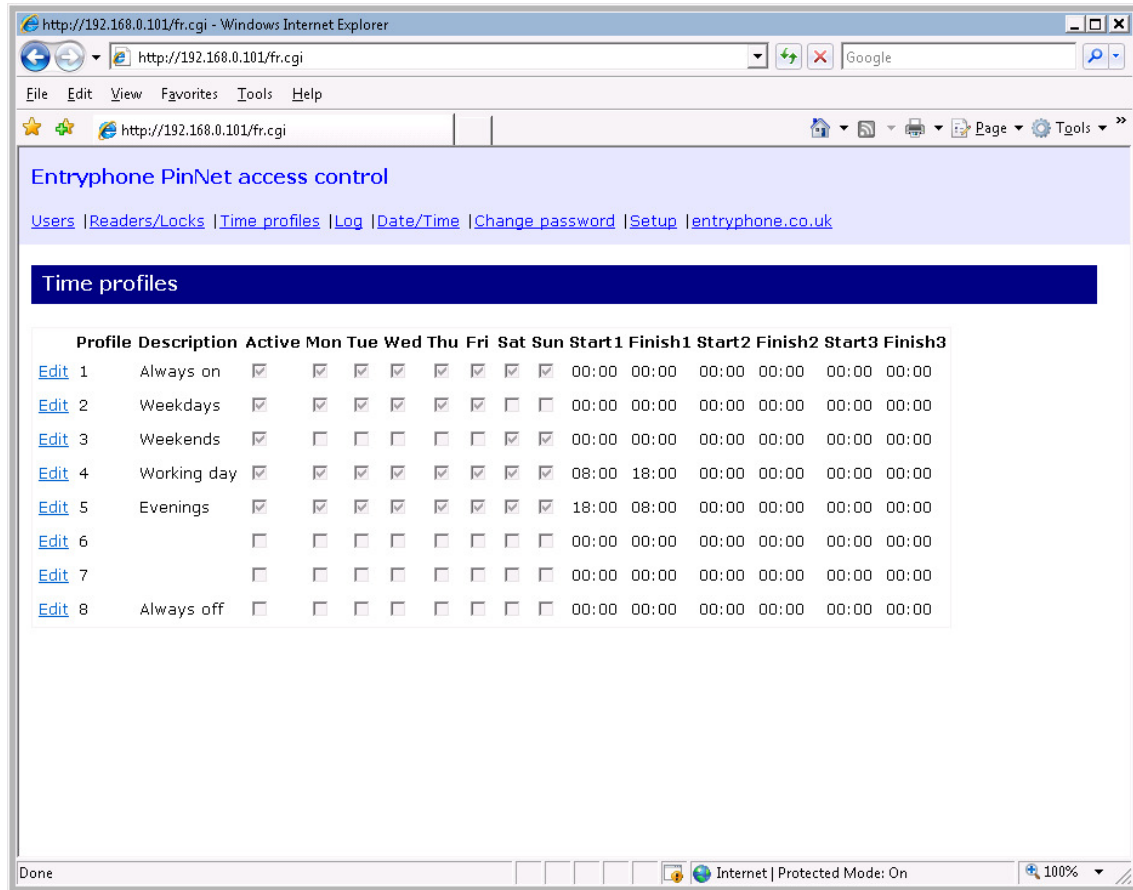 http://192.168.0.101/fr.cgi - Windows Internet Explorer
http://192.168.0.101/fr.cgi Google
File Edit View Favorites Tools Help
http://192.168.0.101/fr.cgi Page Tools »
Entryphone PinNet access control
Users |Readers/Locks |Time profiles |Log |Date/Time |Change password |Setup |entryphone.co.uk
Time profiles
Profile Description Active Mon Tue Wed Thu Fri Sat Sun Start1 Finish1 Start2 Finish2 Start3 Finish3
Edit 1 Always on 00:00 00:00 00:00 00:00 00:00 00:00
Edit 2 Weekdays 00:00 00:00 00:00 00:00 00:00 00:00
Edit 3 Weekends 00:00 00:00 00:00 00:00 00:00 00:00
Edit 4 Working day 08:00 18:00 00:00 00:00 00:00 00:00
Edit 5 Evenings 18:00 08:00 00:00 00:00 00:00 00:00
Edit 6 00:00 00:00 00:00 00:00 00:00 00:00
Edit 7 00:00 00:00 00:00 00:00 00:00 00:00
Edit 8 Always off 00:00 00:00 00:00 00:00 00:00 00:00
Done Internet | Protected Mode: On 100%